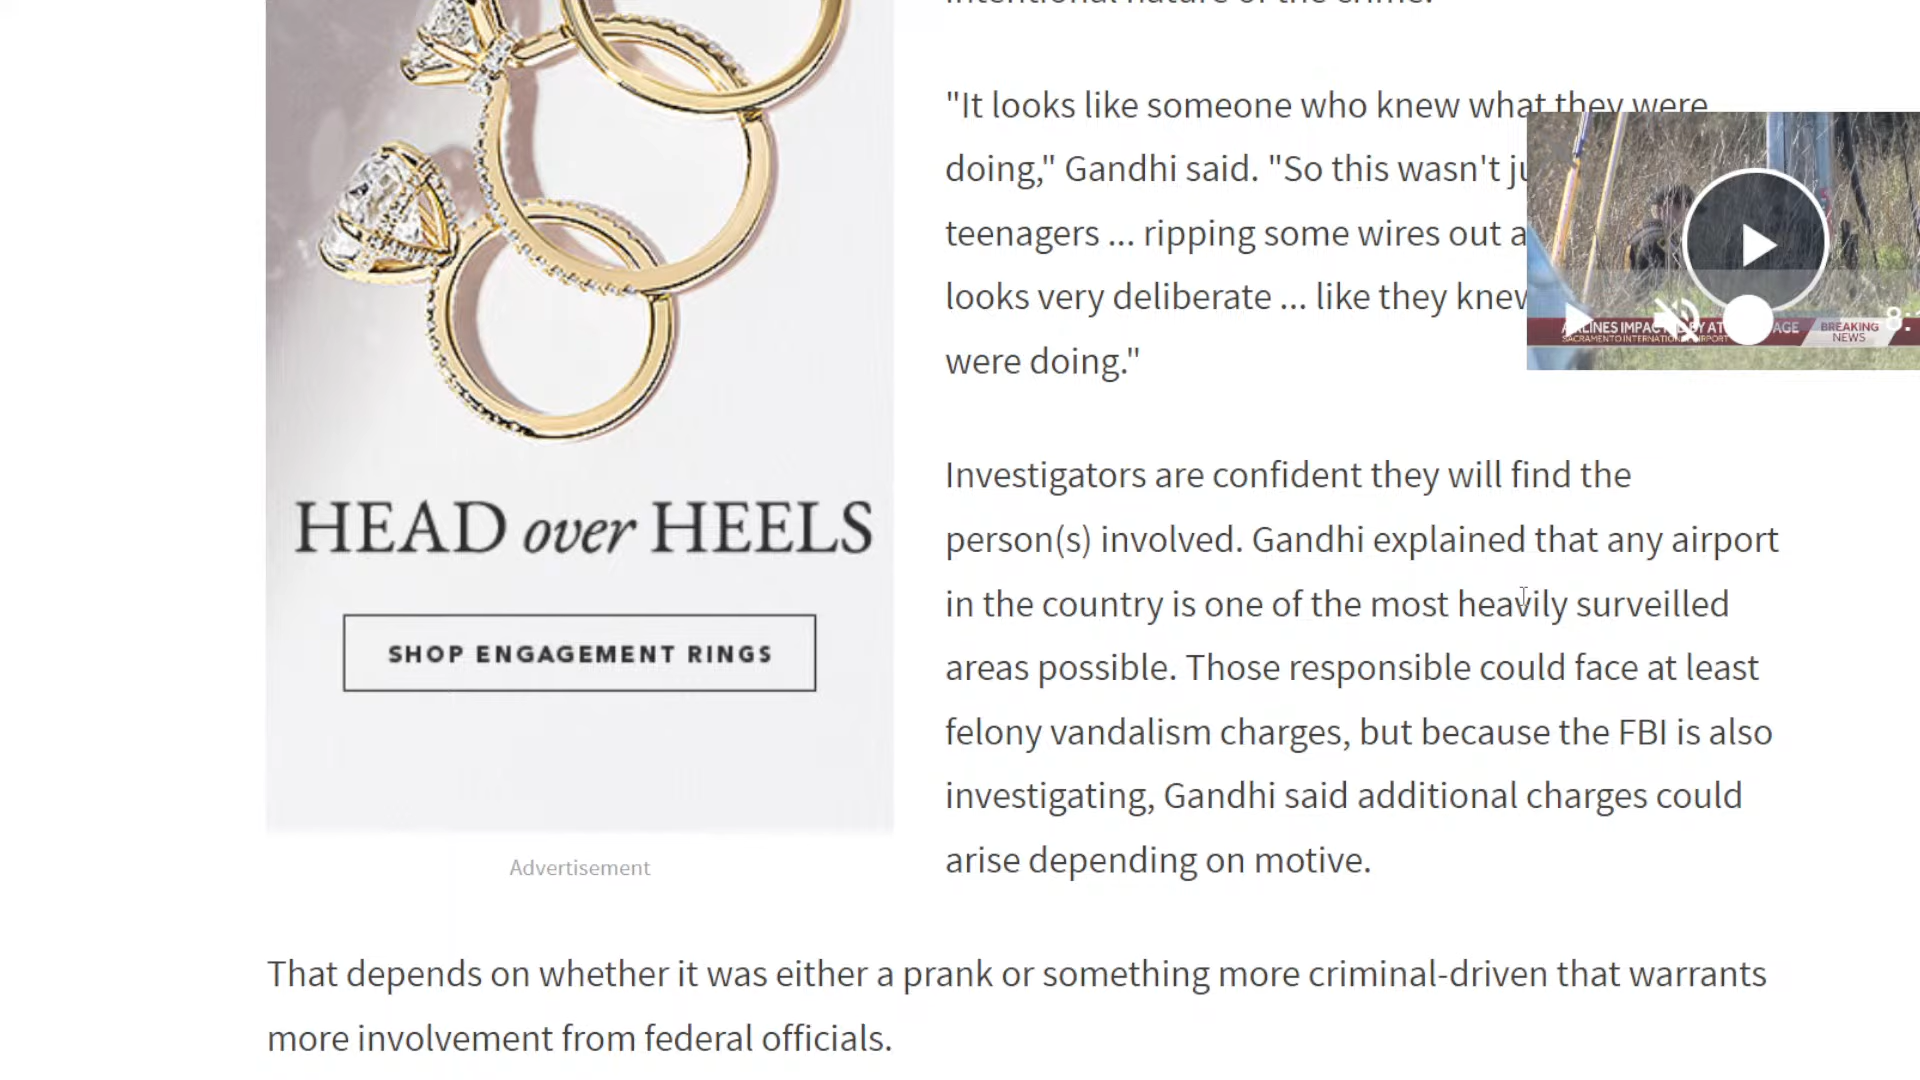 "It looks like someone who knew what they were
doing," Gandhi said. "So this wasn't
teenagers ... ripping some wires out
looks very deliberate ... like they knew
were doing."
BREAKING
NEWS
SACRAMENTO INTERNATIONAL AIRPORT
Investigators are confident they will find the
person(s) involved. Gandhi explained that any airport
in the country is one of the most heavily surveilled
areas possible. Those responsible could face at least
felony vandalism charges, but because the FBI is also
investigating, Gandhi said additional charges could
arise depending on motive.
HEAD over HEELS
SHOP ENGAGEMENT RINGS
Advertisement
That depends on whether it was either a prank or something more criminal-driven that warrants
more involvement from federal officials.